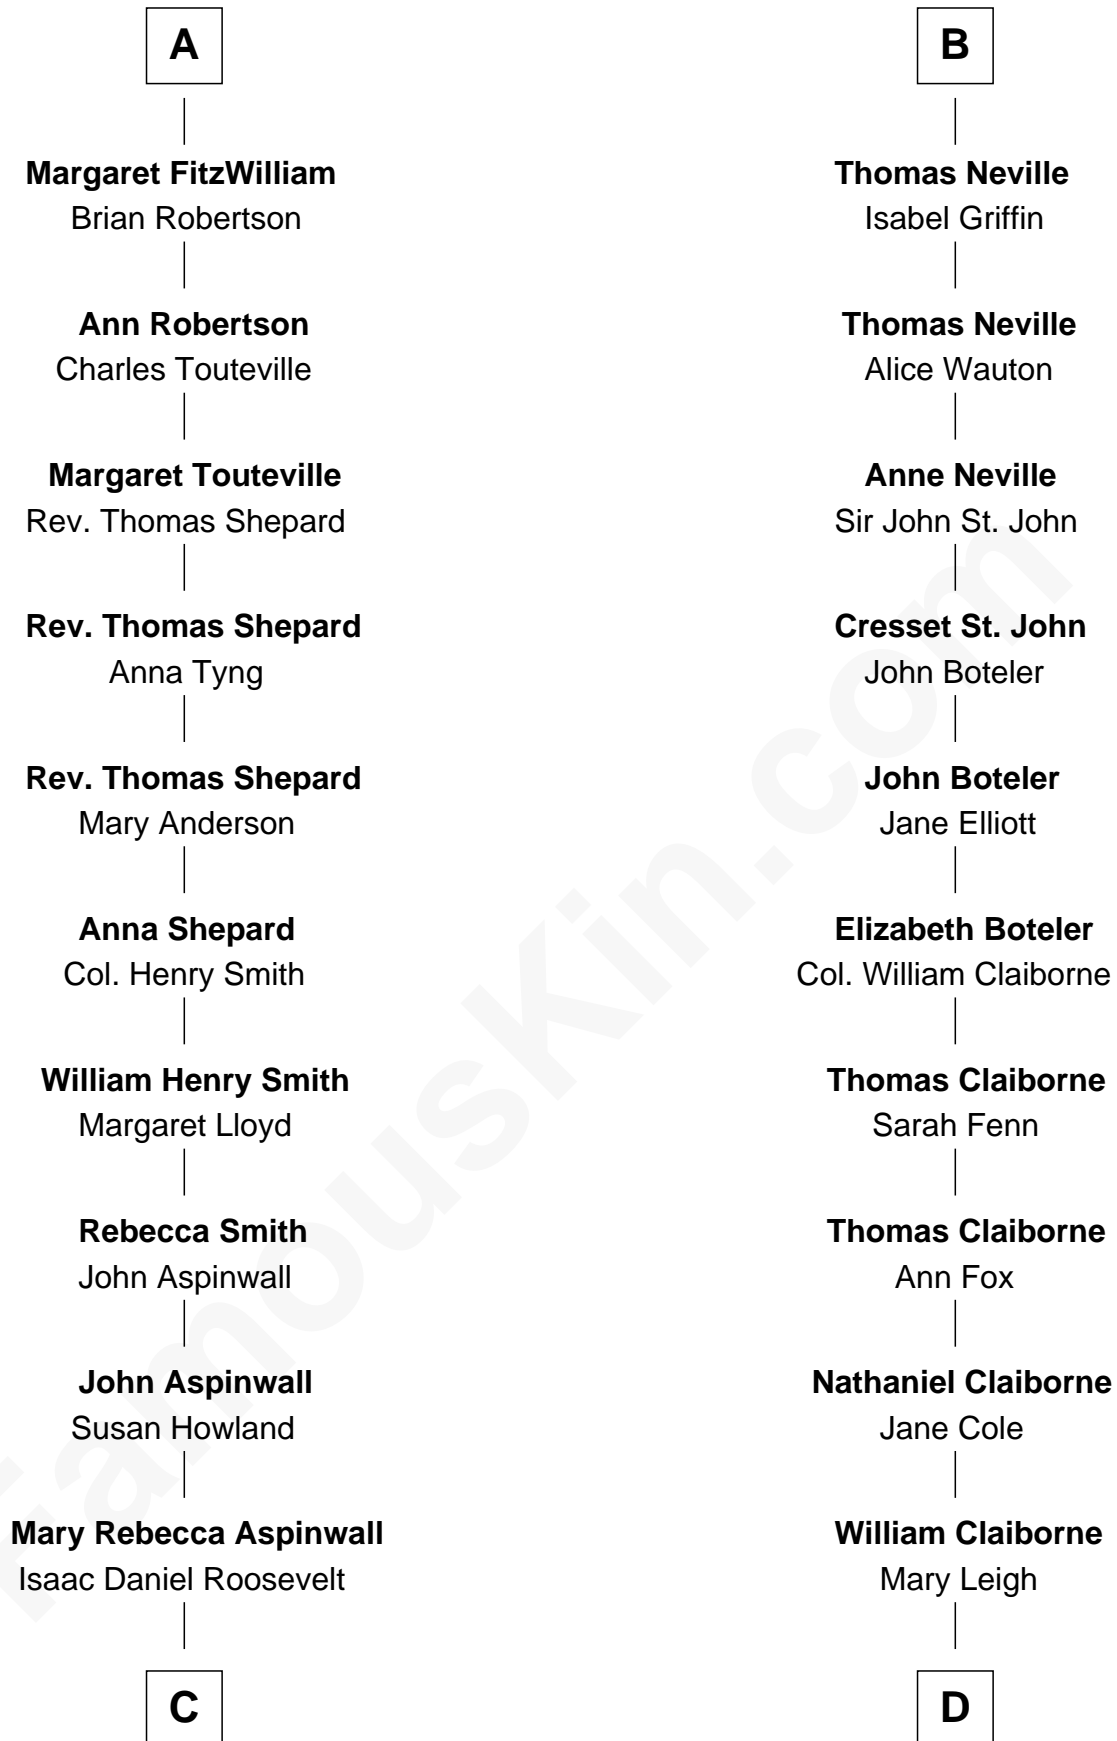 A
Margaret FitzWilliam
Brian Robertson
Ann Robertson
Charles Touteville
Margaret Touteville
Rev. Thomas Shepard
Rev. Thomas Shepard
Anna Tyng
Rev. Thomas Shepard
Mary Anderson
Anna Shepard
Col. Henry Smith
William Henry Smith
Margaret Lloyd
Rebecca Smith
John Aspinwall
John Aspinwall
Susan Howland
Mary Rebecca Aspinwall
Isaac Daniel Roosevelt
C
B
Thomas Neville
Isabel Griffin
Thomas Neville
Alice Wauton
Anne Neville
Sir John St. John
Cresset St. John
John Boteler
John Boteler
Jane Elliott
Elizabeth Boteler
Col. William Claiborne
Thomas Claiborne
Sarah Fenn
Thomas Claiborne
Ann Fox
Nathaniel Claiborne
Jane Cole
William Claiborne
Mary Leigh
D
FamousKin.com